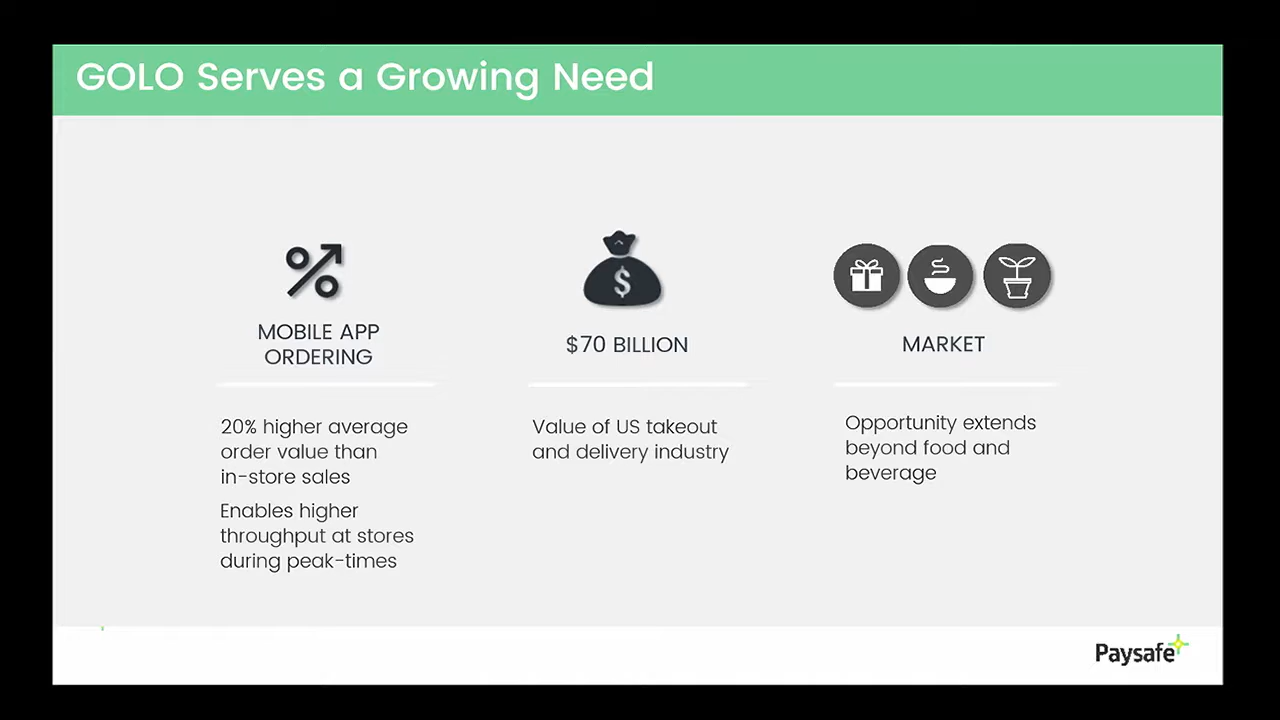 GOLO Serves a Growing Need
MOBILE APP
ORDERING
20% higher average
order value than
in-store sales
Enables higher
throughput at stores
during peak-times
$
$70 BILLION
Value of US takeout
and delivery industry
MARKET
Opportunity extends
beyond food and
beverage
Paysafe